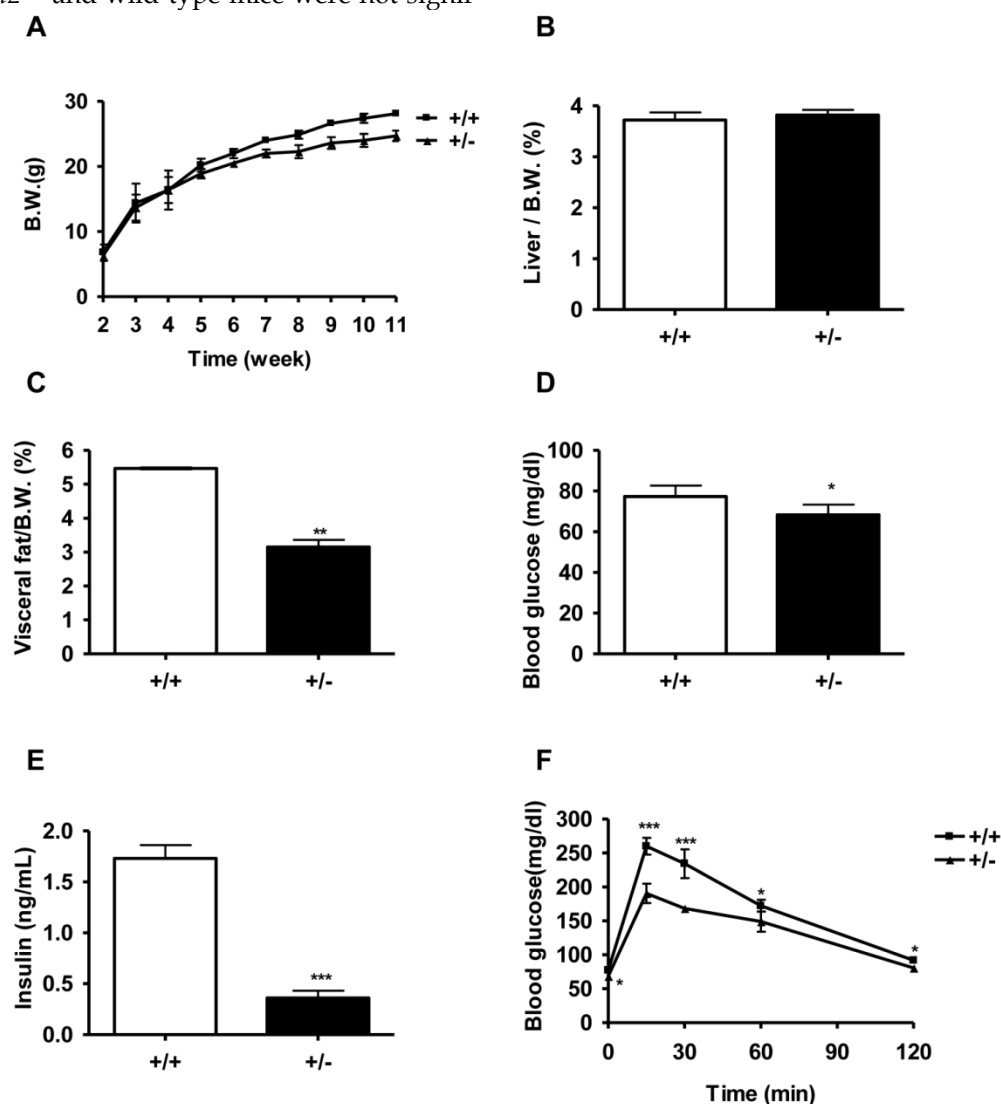 and wild type mice were not signif
A
B.W.(g)
30
20
10
0
2 3 4 5 6 7 8 9 10 11
Time (week)
+/+
+/-
B
Liver / B.W. (%)
4
3
2
1
0
+/+ +/-
C
Visceral fat/B.W. (%)
6
5
4
3
2
1
0
**
+/+ +/-
D
Blood glucose (mg/dl)
100
80
60
40
20
0
*
+/+ +/-
E
Insulin (ng/mL)
2.0
1.5
1.0
0.5
0.0
***
+/+ +/-
F
Blood glucose(mg/dl)
300
250
200
150
100
50
0
*** *** * * *
0 30 60 90 120
Time (min)
+/+
+/-